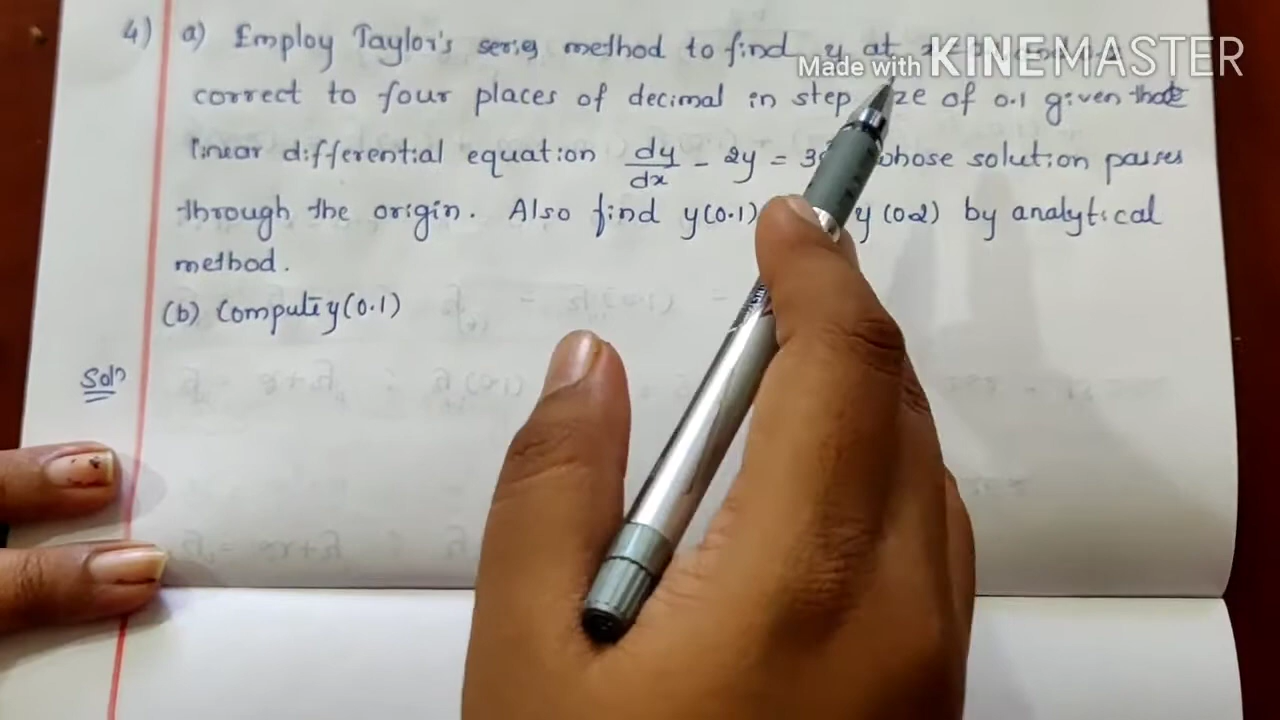 4) a) Employ Taylor's series method to find y at
Made with KINEMASTER
correct to four places of decimal in step size of 0.1 given that
linear differential equation dy/dx - 2y = 3 whose solution passes
through the origin. Also find y(0.1) y(0.2) by analytical
method.
(b) Compute y(0.1)
Solⁿ